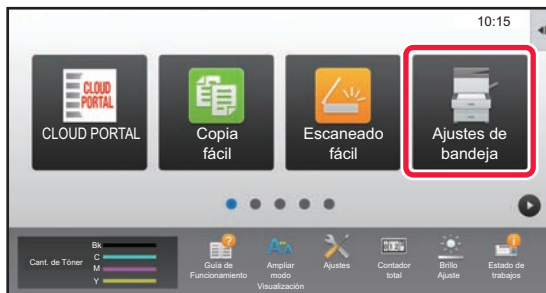 10:15
CLOUD
PORTAL
CLOUD PORTAL
Copia
fácil
Escaneado
fácil
Ajustes de
bandeja
Cant. de Tóner
Bk
C
M
Y
Guía de
Funcionamiento
Ampliar
modo
Visualización
Ajustes
Contador
total
Brillo
Ajuste
Estado de
trabajos